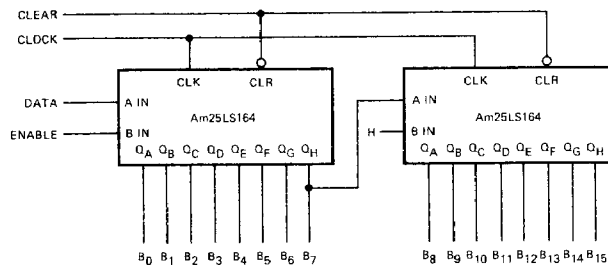 CLEAR
CLOCK
CLK CLR CLK CLR
DATA A IN Am25LS164 A IN Am25LS164
ENABLE B IN H B IN
QA QB QC QD QE QF QG QH QA QB QC QD QE QF QG QH
B0 B1 B2 B3 B4 B5 B6 B7 B8 B9 B10 B11 B12 B13 B14 B15